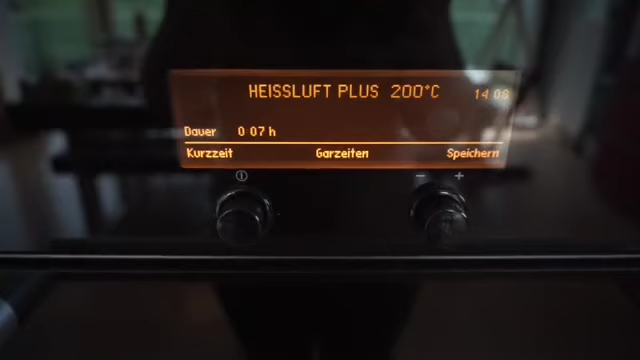 HEISSLUFT PLUS 200°C 14 08
Dauer 0 07 h
Kurzzeit Garzeiten Speichern
− +